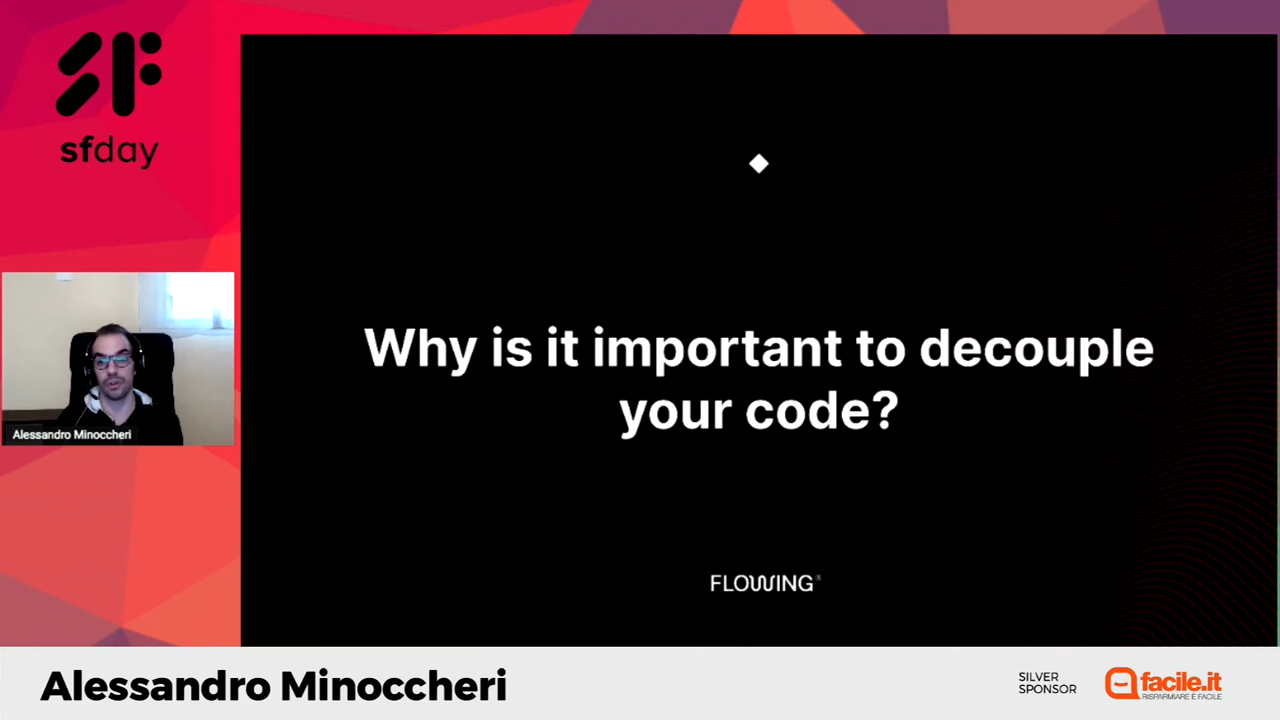 sfday
Why is it important to decouple
your code?
Alessandro Minoccheri
FLOWING®
Alessandro Minoccheri
SILVER
SPONSOR
facile.it
RISPARMIARE È FACILE